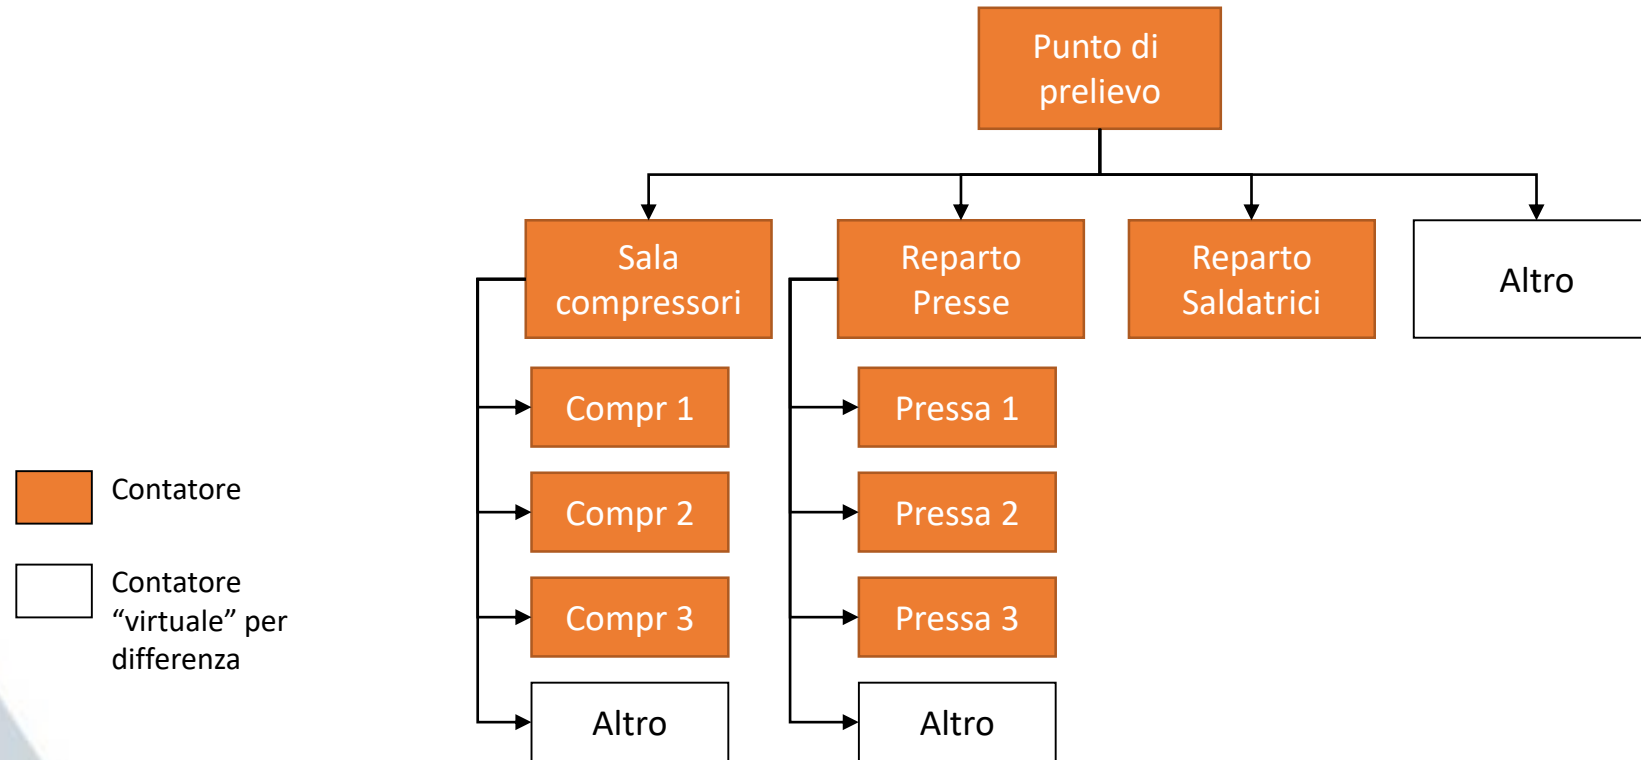 Punto di
prelievo
Sala
compressori
Reparto
Presse
Reparto
Saldatrici
Altro
Compr 1
Pressa 1
Contatore
Compr 2
Pressa 2
Contatore
“virtuale” per
differenza
Compr 3
Pressa 3
Altro
Altro